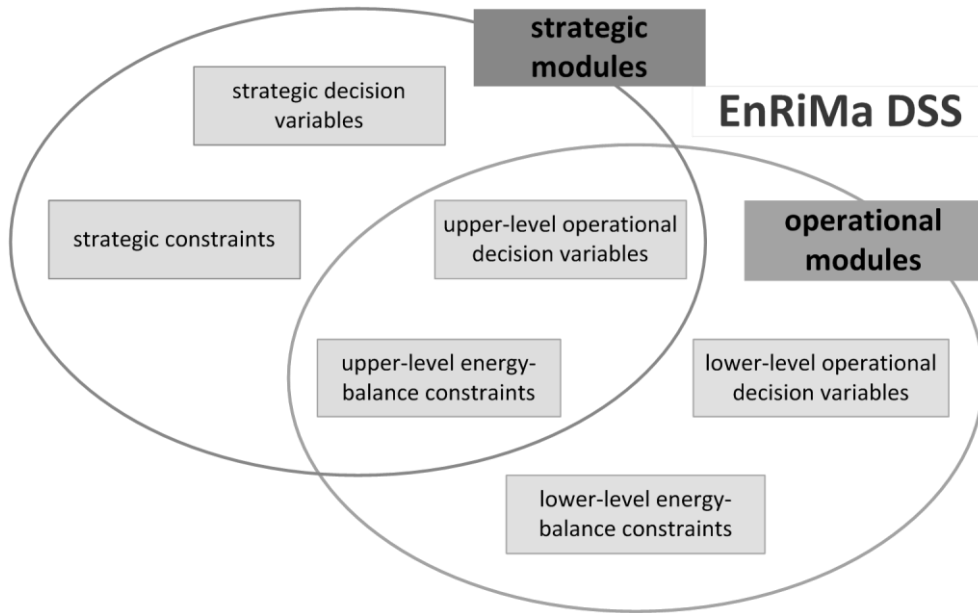 strategic
modules
EnRiMa DSS
strategic decision
variables
strategic constraints
upper-level operational
decision variables
operational
modules
upper-level energy-
balance constraints
lower-level operational
decision variables
lower-level energy-
balance constraints